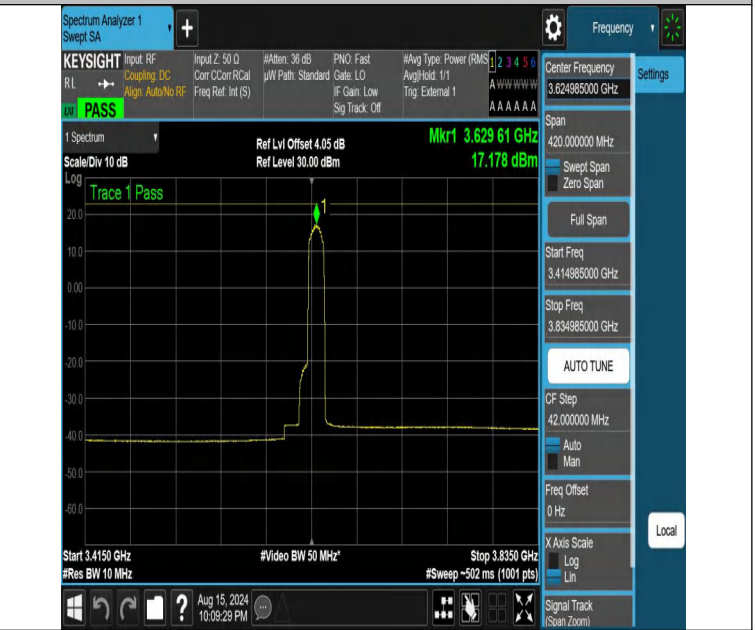 Spectrum Analyzer 1
Swept SA
+
Frequency
KEYSIGHT
RL
PASS
Input: RF
Coupling: DC
Align: Auto/No RF
Input Z: 50 Ω
Corr CCorr RCal
Freq Ref: Int (S)
#Atten: 36 dB
µW Path: Standard
PNO: Fast
Gate: LO
IF Gain: Low
Sig Track: Off
#Avg Type: Power (RMS
Avg|Hold: 1/1
Trig: External 1
1 2 3 4 5 6
A W W W W W
A A A A A A
Center Frequency
3.624985000 GHz
Settings
1 Spectrum
Scale/Div 10 dB
Ref Lvl Offset 4.05 dB
Ref Level 30.00 dBm
Mkr1 3.629 61 GHz
17.178 dBm
Span
420.000000 MHz
Swept Span
Zero Span
Full Span
Start Freq
3.414985000 GHz
Stop Freq
3.834985000 GHz
AUTO TUNE
CF Step
42.000000 MHz
Auto
Man
Freq Offset
0 Hz
X Axis Scale
Log
Lin
Signal Track
(Span Zoom)
Local
Log
Trace 1 Pass
1
20.0
10.0
0.00
-10.0
-20.0
-30.0
-40.0
-50.0
-60.0
Start 3.4150 GHz
#Res BW 10 MHz
#Video BW 50 MHz*
Stop 3.8350 GHz
#Sweep ~502 ms (1001 pts)
?
Aug 15, 2024
10:09:29 PM